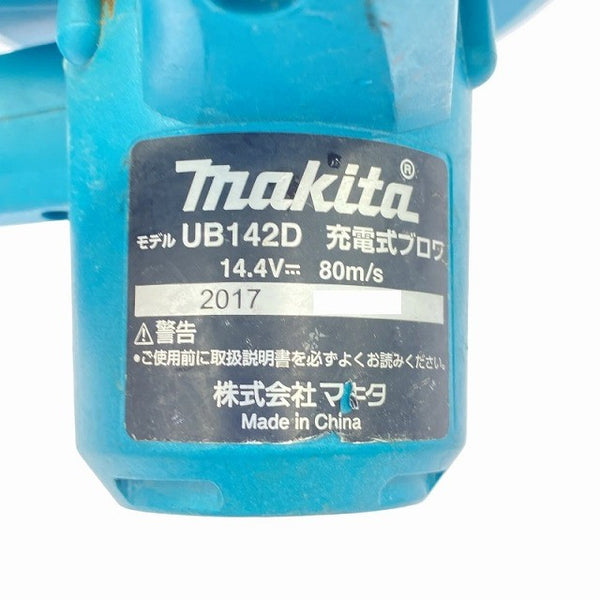 makita®
モデル UB142D 充電式ブロワ
14.4V⎓ 80m/s
2017
⚠警告
●ご使用前に取扱説明書を必ずよくお読みください。
株式会社マキタ
Made in China